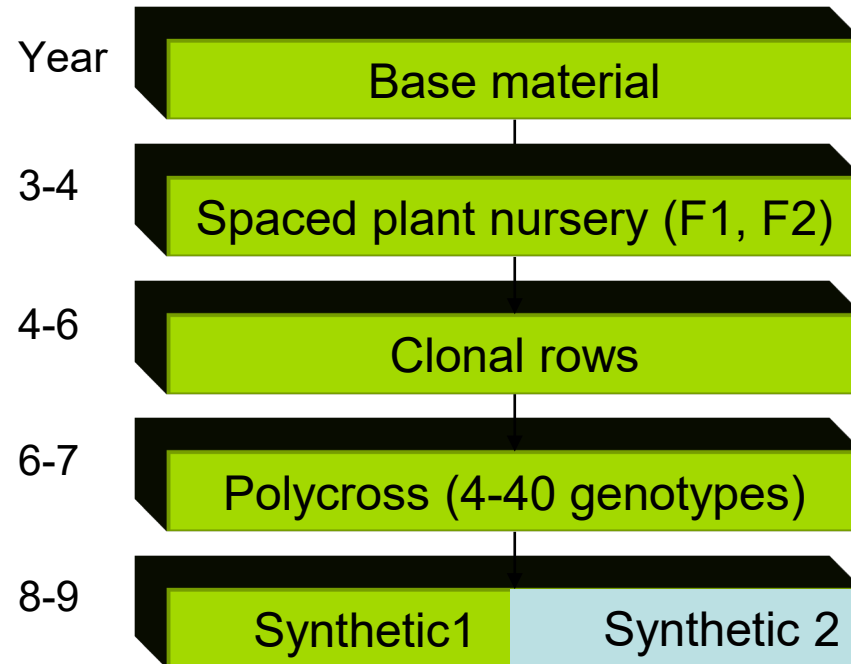 Year
Base material
3-4
Spaced plant nursery (F1, F2)
4-6
Clonal rows
6-7
Polycross (4-40 genotypes)
8-9
Synthetic1
Synthetic 2